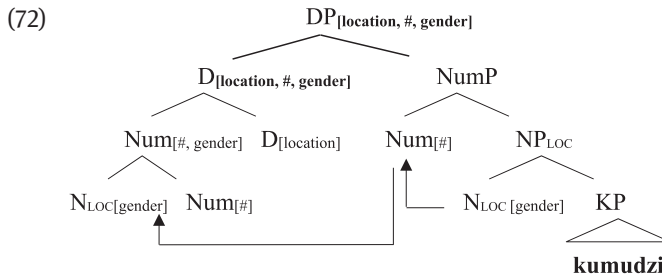 (72) DP[location, #, gender]
D[location, #, gender] NumP
Num[#, gender] D[location] Num[#] NPLOC
NLOC[gender] Num[#] NLOC [gender] KP
kumudzi